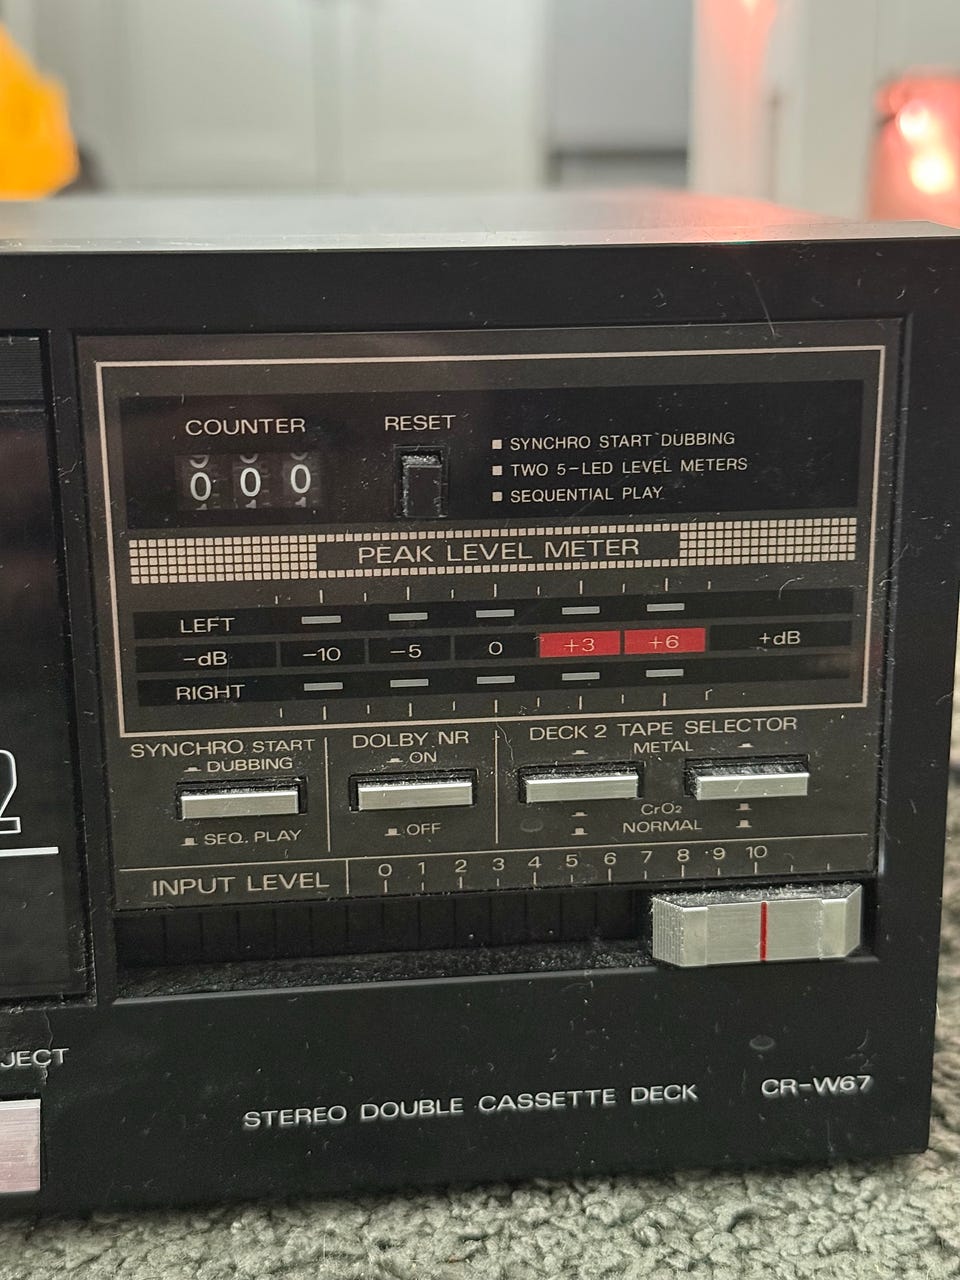 COUNTER
RESET
000
■ SYNCHRO START DUBBING
■ TWO 5-LED LEVEL METERS
■ SEQUENTIAL PLAY
PEAK LEVEL METER
LEFT
-dB -10 -5 0 +3 +6 +dB
RIGHT
SYNCHRO START
DUBBING
SEQ. PLAY
DOLBY NR
ON
OFF
DECK 2 TAPE SELECTOR
METAL
CrO₂
NORMAL
INPUT LEVEL
0 1 2 3 4 5 6 7 8 9 10
2
JECT
STEREO DOUBLE CASSETTE DECK
CR-W67